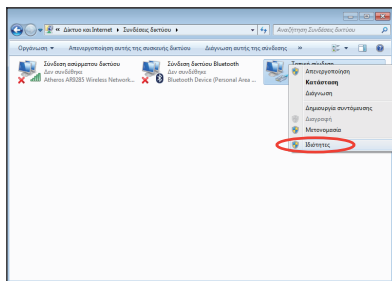 « Δίκτυο και Internet ▸ Συνδέσεις δικτύου ▸
Αναζήτηση Συνδέσεις δικτύου
Οργάνωση ▾ Απενεργοποίηση αυτής της συσκευής δικτύου Διάγνωση αυτής της σύνδεσης »
Σύνδεση ασύρματου δικτύου
Δεν συνδέθηκε
Atheros AR9285 Wireless Network...
Σύνδεση δικτύου Bluetooth
Δεν συνδέθηκε
Bluetooth Device (Personal Area ...
Τοπική σύνδεση
Απενεργοποίηση
Κατάσταση
Διάγνωση
Δημιουργία συντόμευσης
Διαγραφή
Μετονομασία
Ιδιότητες